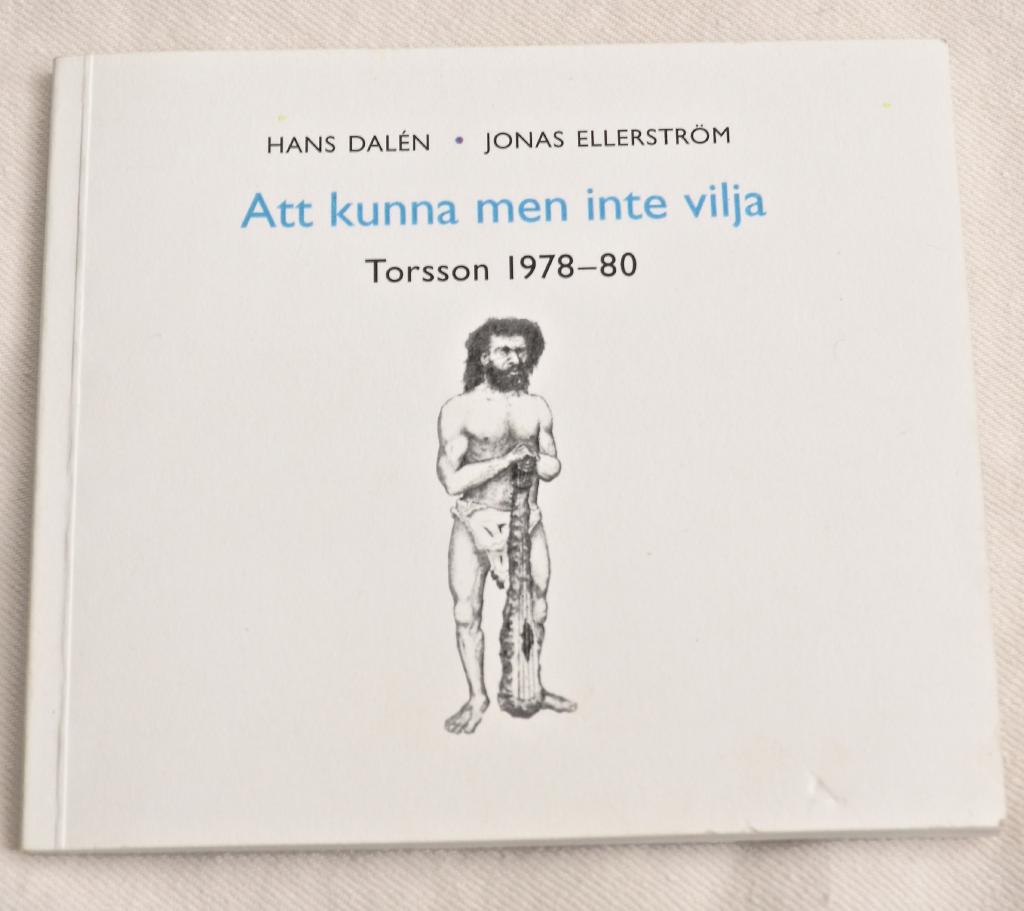 HANS DALÉN • JONAS ELLERSTRÖM
Att kunna men inte vilja
Torsson 1978–80